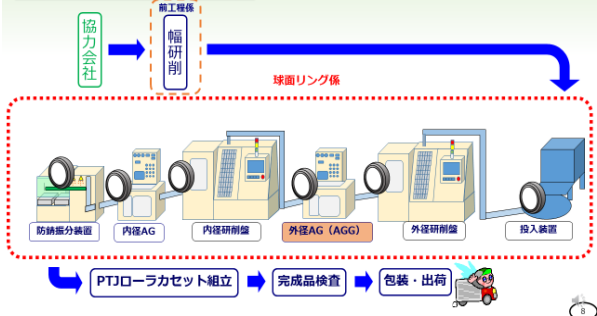 協力会社
前工程係
幅研削
球面リング係
防錆振分装置
内径AG
内径研削盤
外径AG（AGG）
外径研削盤
投入装置
PTJローラカセット組立
完成品検査
包装・出荷
8